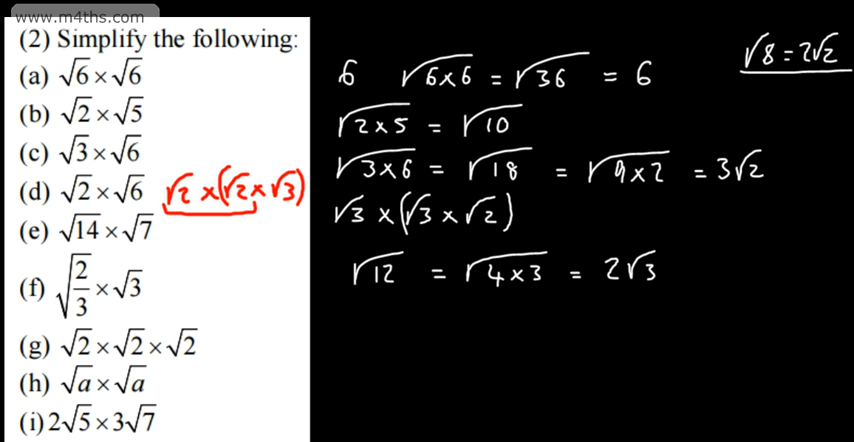 www.m4ths.com
(2) Simplify the following:
(a) √6 × √6
(b) √2 × √5
(c) √3 × √6
(d) √2 × √6 √2 × (√2 × √3)
(e) √14 × √7
(f) √(2/3) × √3
(g) √2 × √2 × √2
(h) √a × √a
(i) 2√5 × 3√7
√8 = 2√2
6 √(6×6) = √36 = 6
√(2×5) = √10
√(3×6) = √18 = √(9×2) = 3√2
√3 × (√3 × √2)
√12 = √(4×3) = 2√3